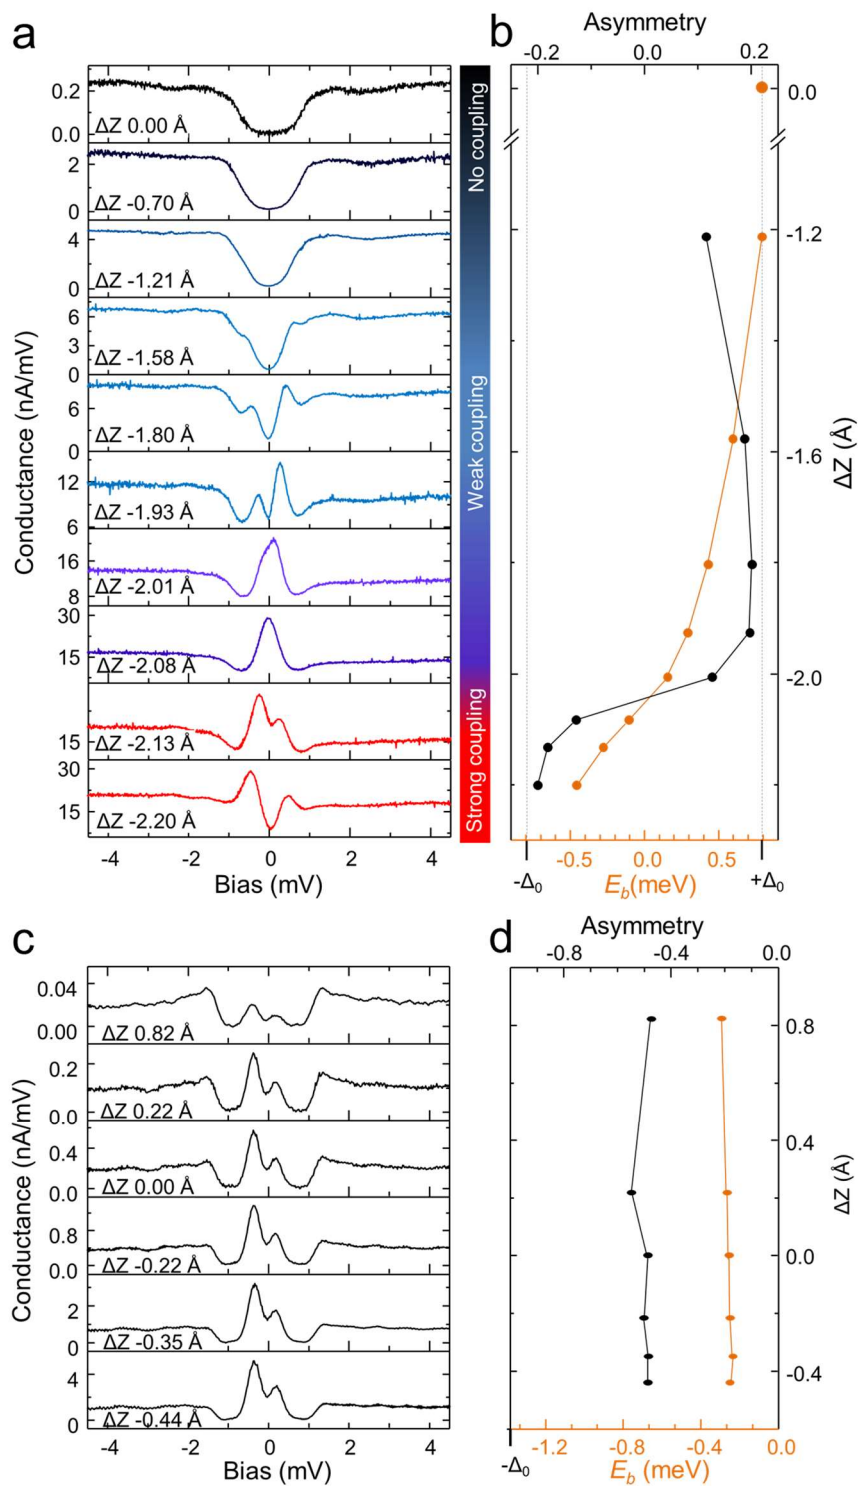 a
Conductance (nA/mV)
0.2
0.0
ΔZ 0.00 Å
2
0
ΔZ -0.70 Å
4
0
ΔZ -1.21 Å
6
3
0
ΔZ -1.58 Å
6
0
ΔZ -1.80 Å
12
6
ΔZ -1.93 Å
16
8
ΔZ -2.01 Å
30
15
ΔZ -2.08 Å
15
ΔZ -2.13 Å
30
15
ΔZ -2.20 Å
-4 -2 0 2 4
Bias (mV)
No coupling
Weak coupling
Strong coupling
b
Asymmetry
-0.2 0.0 0.2
0.0
-1.2
-1.6
-2.0
ΔZ (Å)
-0.5 0.0 0.5
-Δ0 Eb(meV) +Δ0
c
Conductance (nA/mV)
0.04
0.00
ΔZ 0.82 Å
0.2
0.0
ΔZ 0.22 Å
0.4
0.0
ΔZ 0.00 Å
0.8
0.0
ΔZ -0.22 Å
2
0
ΔZ -0.35 Å
4
0
ΔZ -0.44 Å
-4 -2 0 2 4
Bias (mV)
d
Asymmetry
-0.8 -0.4 0.0
0.8
0.4
0.0
-0.4
ΔZ (Å)
-1.2 -0.8 -0.4 0.0
-Δ0 Eb (meV)